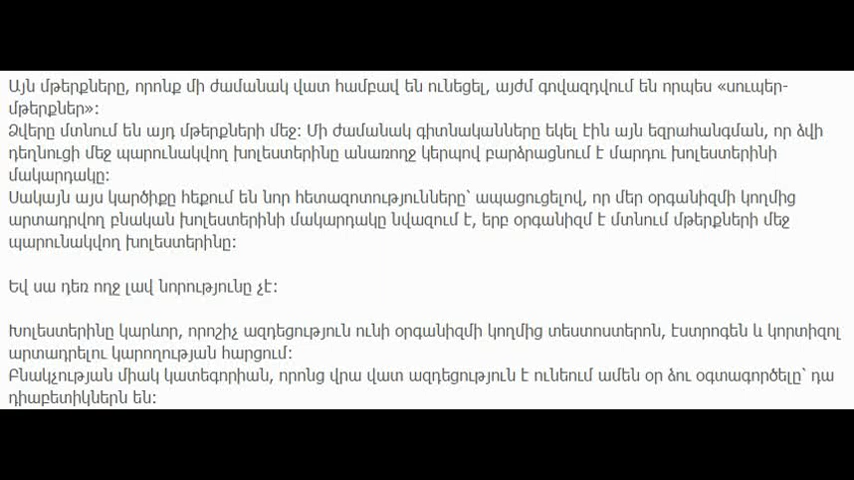 Այն մթերքները, որոնք մի ժամանակ վատ համբավ են ունեցել, այժմ գովազդվում են որպես «սուպեր-
մթերքներ»:
Ձվերը մտնում են այդ մթերքների մեջ: Մի ժամանակ գիտնականները եկել էին այն եզրահանգման, որ ձվի
դեղնուցի մեջ պարունակվող խոլեստերինը անառողջ կերպով բարձրացնում է մարդու խոլեստերինի
մակարդակը:
Սակայն այս կարծիքը հեքում են նոր հետազոտությունները՝ ապացուցելով, որ մեր օրգանիզմի կողմից
արտադրվող բնական խոլեստերինի մակարդակը նվազում է, երբ օրգանիզմ է մտնում մթերքների մեջ
պարունակվող խոլեստերինը:
Եվ սա դեռ ողջ լավ նորությունը չէ:
Խոլեստերինը կարևոր, որոշիչ ազդեցություն ունի օրգանիզմի կողմից տեստոստերոն, էստրոգեն և կորտիզոլ
արտադրելու կարողության հարցում:
Բնակչության միակ կատեգորիան, որոնց վրա վատ ազդեցություն է ունեում ամեն օր ձու օգտագործելը՝ դա
դիաբետիկներն են: